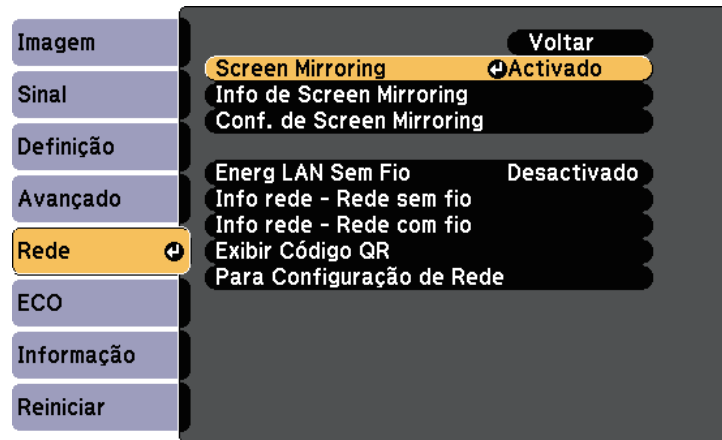 Imagem
Sinal
Definição
Avançado
Rede
ECO
Informação
Reiniciar
Voltar
Screen Mirroring Activado
Info de Screen Mirroring
Conf. de Screen Mirroring
Energ LAN Sem Fio Desactivado
Info rede - Rede sem fio
Info rede - Rede com fio
Exibir Código QR
Para Configuração de Rede